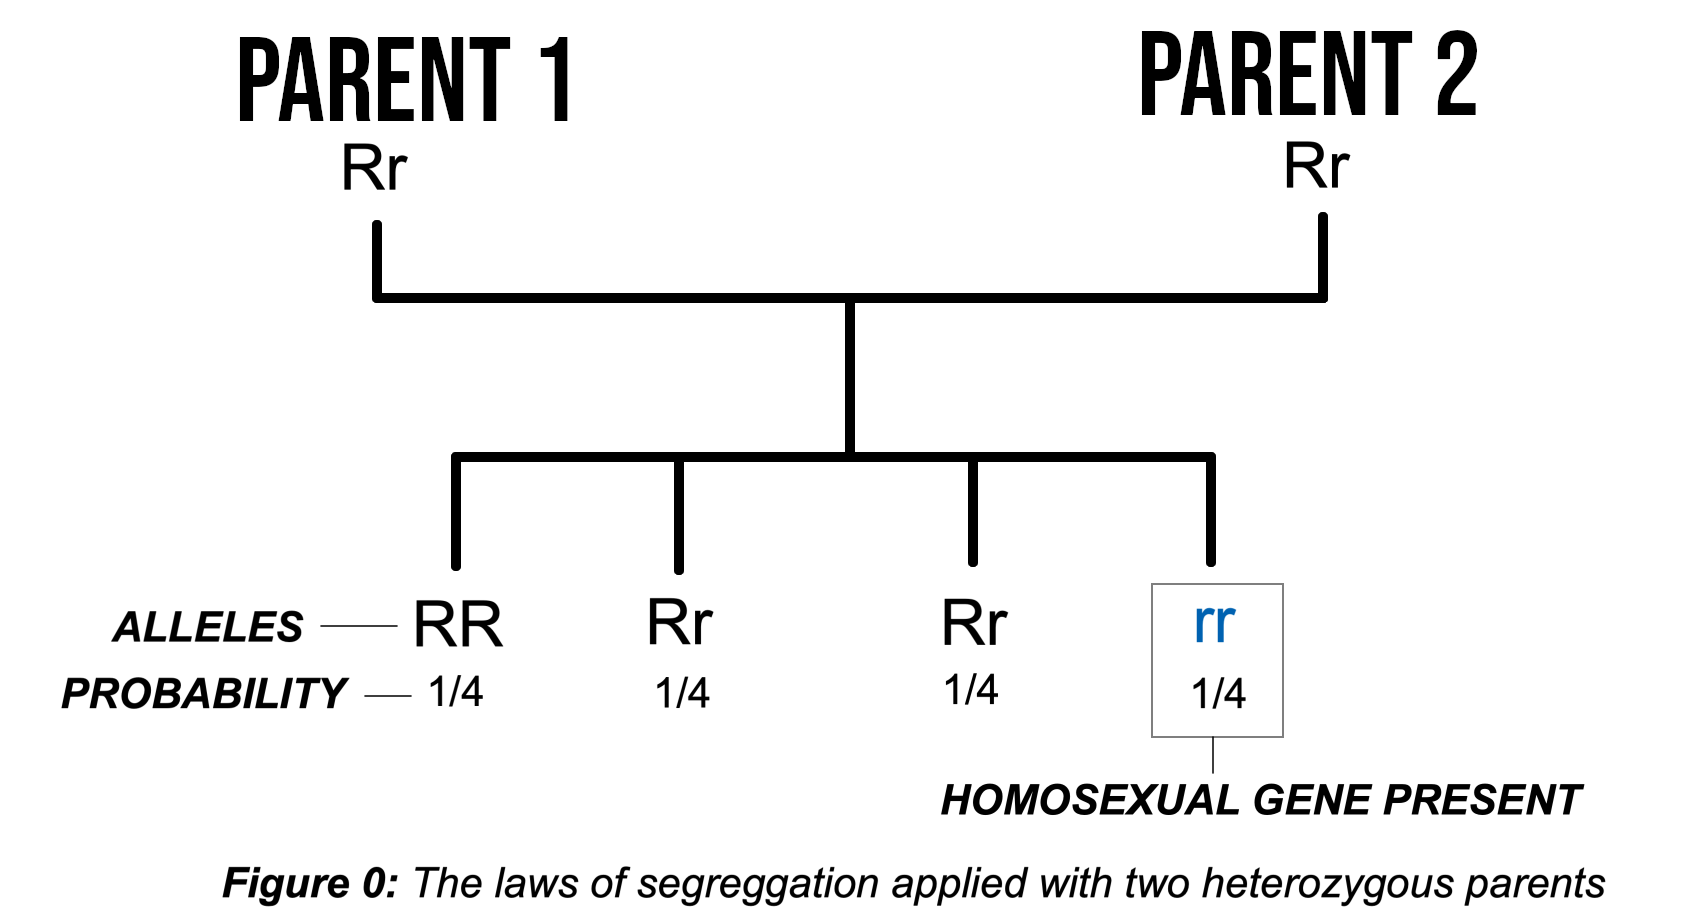 PARENT 1 PARENT 2
Rr Rr
ALLELES RR Rr Rr rr
PROBABILITY 1/4 1/4 1/4 1/4
HOMOSEXUAL GENE PRESENT
Figure 0: The laws of segreggation applied with two heterozygous parents